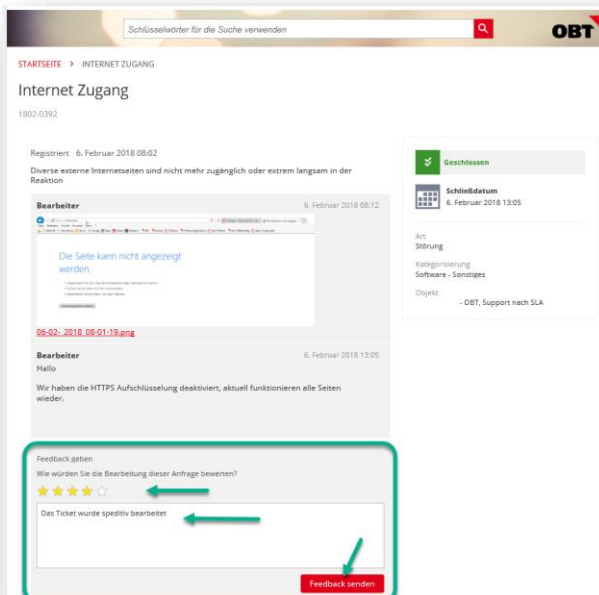 Schlüsselwörter für die Suche verwenden
OBT
STARTSEITE > INTERNET ZUGANG
Internet Zugang
1802-0392
Registriert 6. Februar 2018 08:02
Diverse externe Internetseiten sind nicht mehr zugänglich oder extrem langsam in der
Reaktion
Bearbeiter 6. Februar 2018 08:12
Die Seite kann nicht angezeigt
werden.
06-02-_2018_08-01-19.png
Bearbeiter 6. Februar 2018 13:05
Hallo
Wir haben die HTTPS Aufschlüsselung deaktiviert, aktuell funktionieren alle Seiten
wieder.
Feedback geben
Wie würden Sie die Bearbeitung dieser Anfrage bewerten?
Das Ticket wurde speditiv bearbeitet
Feedback senden
Geschlossen
Schließdatum
6. Februar 2018 13:05
Art
Störung
Kategorisierung
Software - Sonstiges
Objekt
- OBT, Support nach SLA